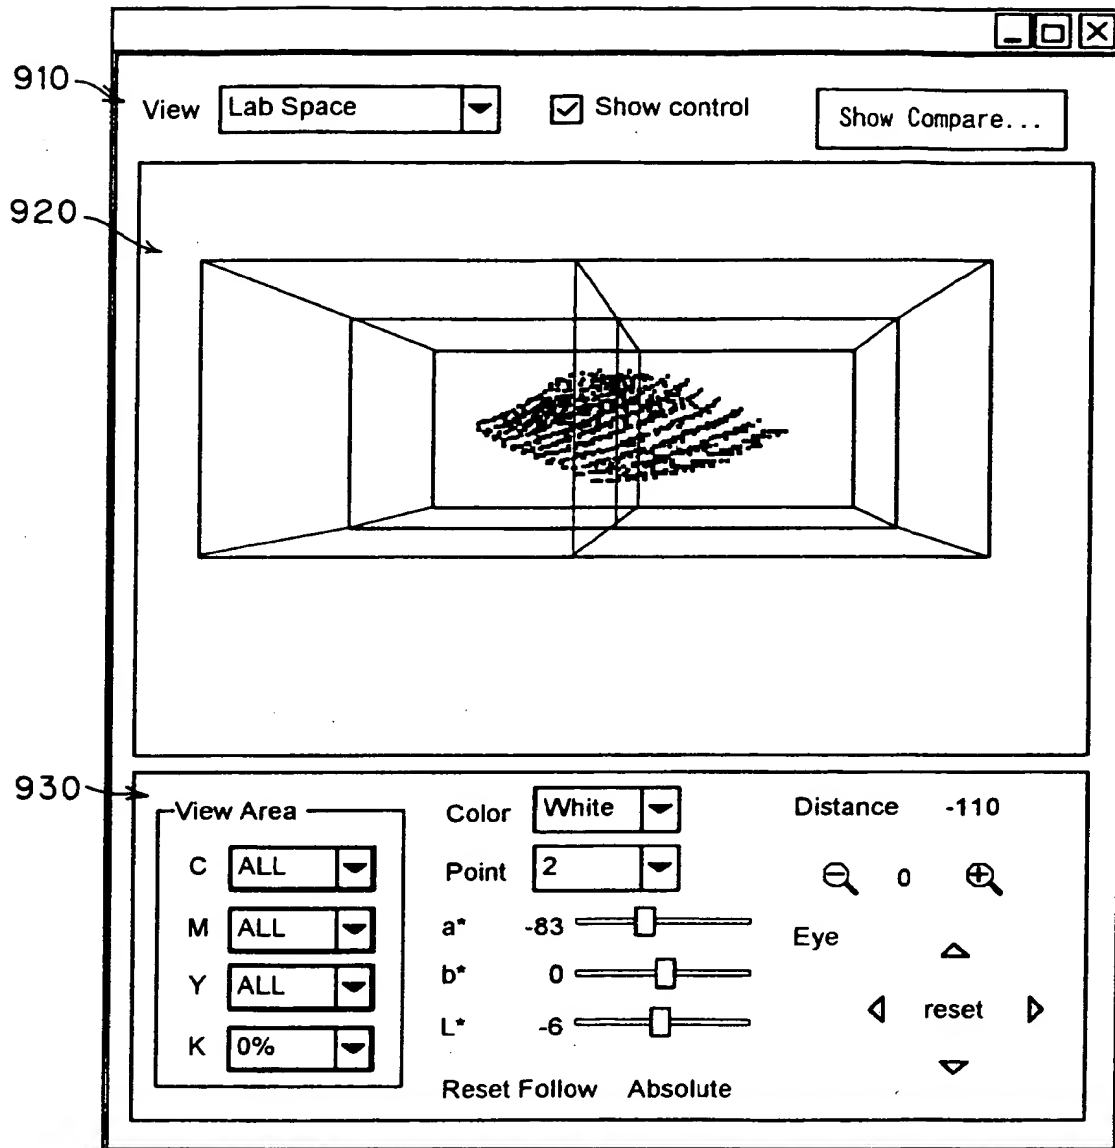 910
View Lab Space Show control Show Compare...
920
930
View Area
C ALL
M ALL
Y ALL
K 0%
Color White
Point 2
a* -83
b* 0
L* -6
Reset Follow Absolute
Distance -110
0
Eye
reset